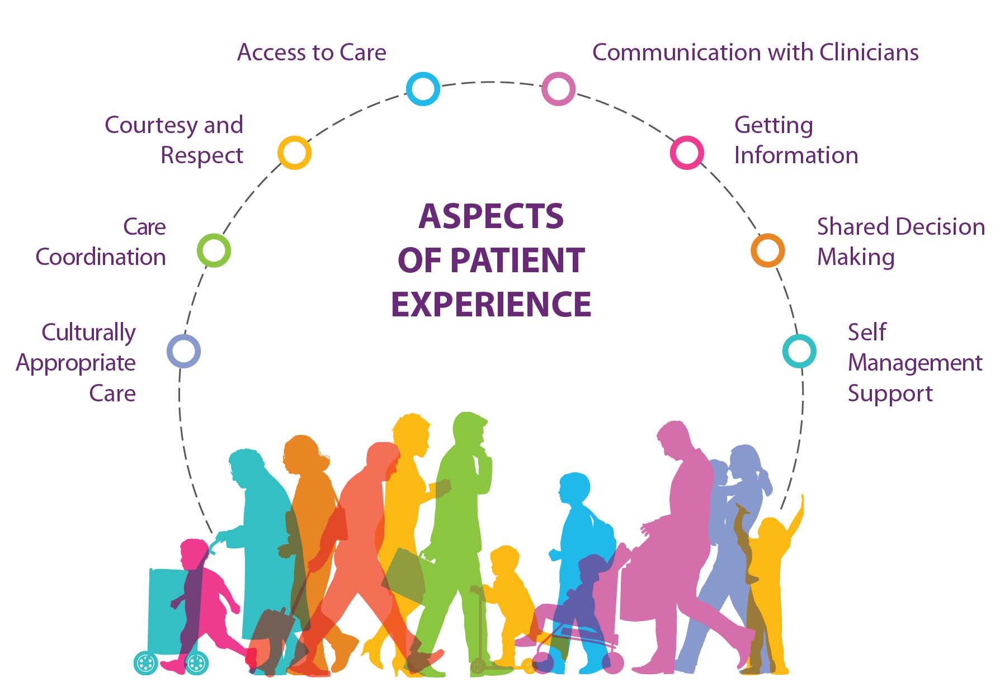 Access to Care
Communication with Clinicians
Courtesy and
Respect
Getting
Information
ASPECTS
OF PATIENT
EXPERIENCE
Care
Coordination
Shared Decision
Making
Culturally
Appropriate
Care
Self
Management
Support